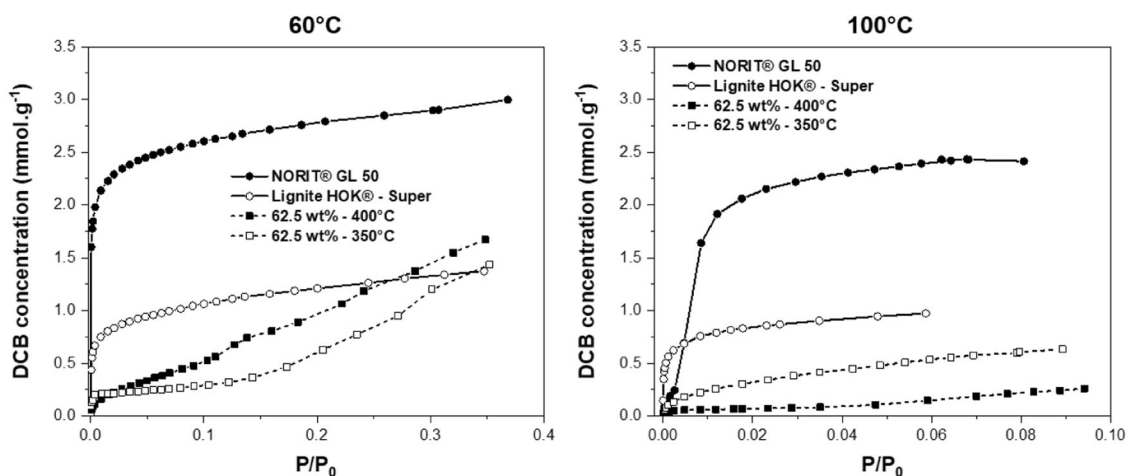 60°C
3.5
3.0
2.5
2.0
1.5
1.0
0.5
0.0
DCB concentration (mmol.g⁻¹)
NORIT® GL 50
Lignite HOK® - Super
62.5 wt% - 400°C
62.5 wt% - 350°C
0.0 0.1 0.2 0.3 0.4
P/P₀
100°C
3.5
3.0
2.5
2.0
1.5
1.0
0.5
0.0
DCB concentration (mmol.g⁻¹)
NORIT® GL 50
Lignite HOK® - Super
62.5 wt% - 400°C
62.5 wt% - 350°C
0.00 0.02 0.04 0.06 0.08 0.10
P/P₀